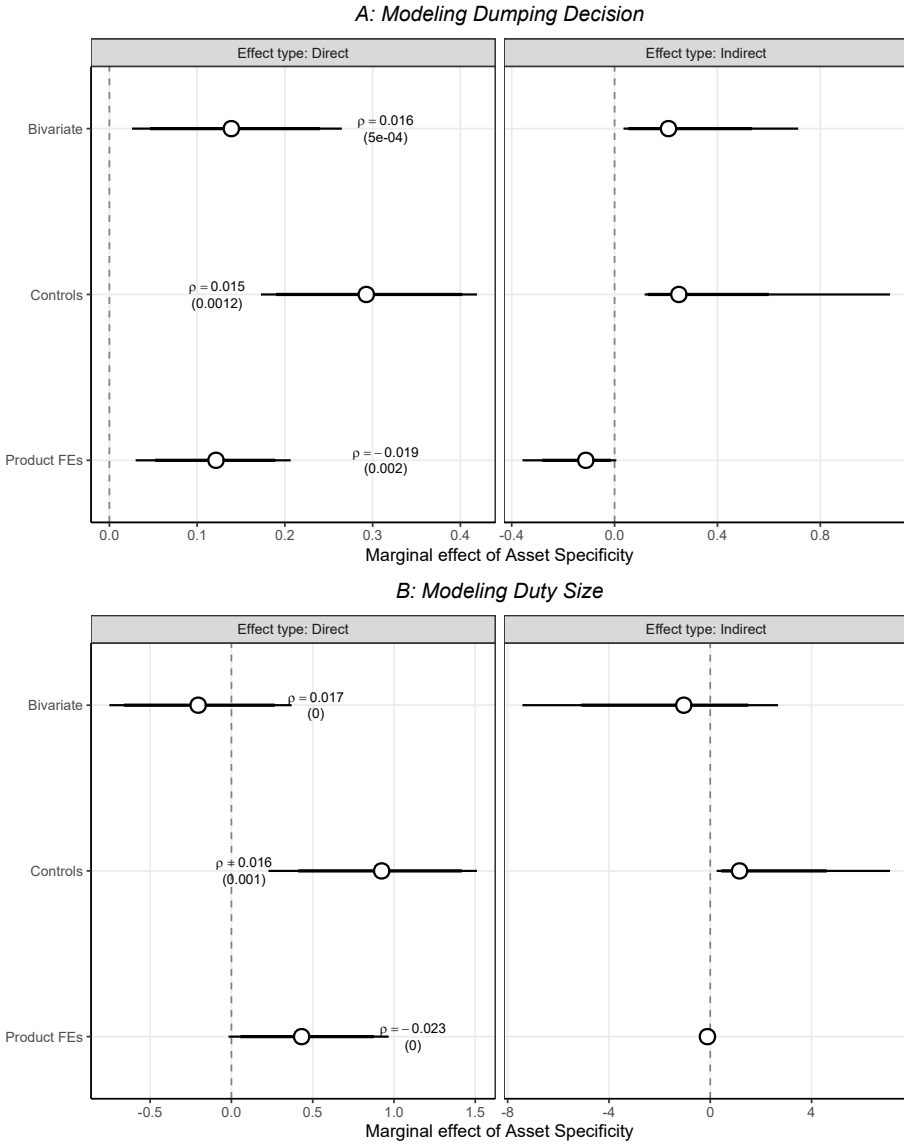 A: Modeling Dumping Decision
Effect type: Direct
Effect type: Indirect
Bivariate
ρ = 0.016
(5e-04)
Controls
ρ = 0.015
(0.0012)
Product FEs
ρ = −0.019
(0.002)
0.0 0.1 0.2 0.3 0.4
-0.4 0.0 0.4 0.8
Marginal effect of Asset Specificity
B: Modeling Duty Size
Effect type: Direct
Effect type: Indirect
Bivariate
ρ = 0.017
(0)
Controls
ρ = 0.016
(0.001)
Product FEs
ρ = −0.023
(0)
-0.5 0.0 0.5 1.0 1.5
-8 -4 0 4
Marginal effect of Asset Specificity